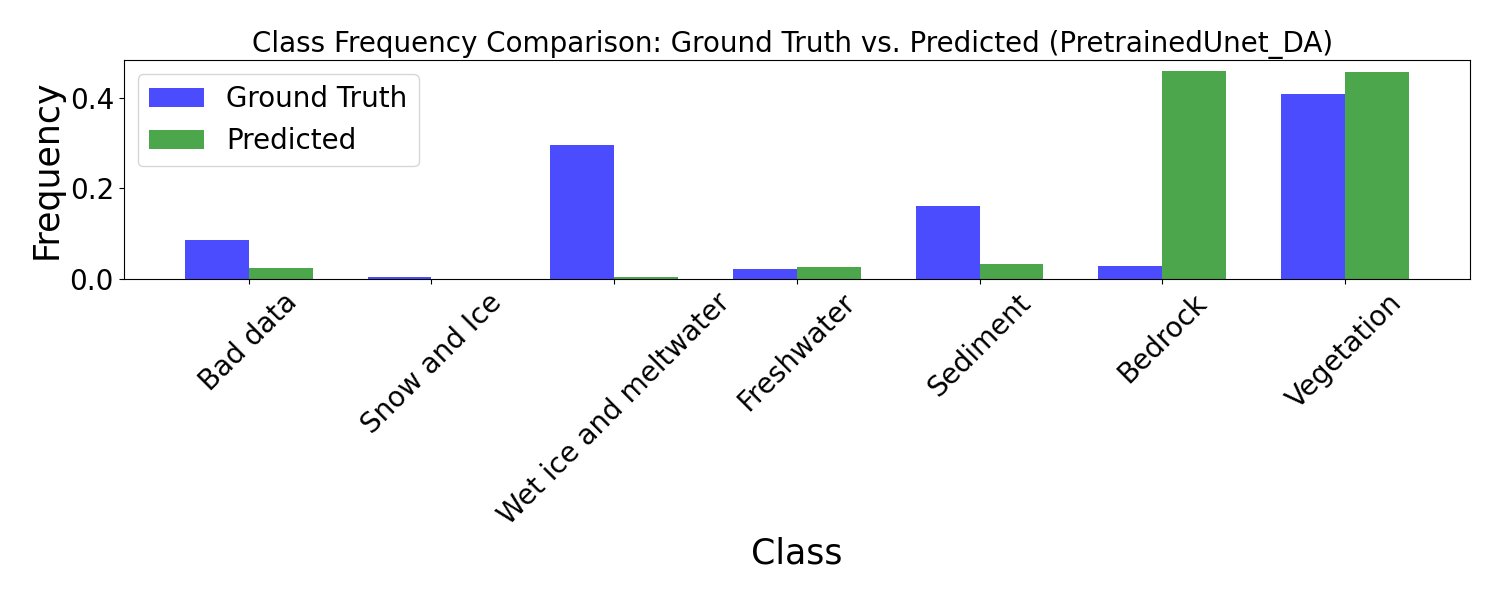 Class Frequency Comparison: Ground Truth vs. Predicted (PretrainedUnet_DA)
Frequency
0.4
0.2
0.0
Ground Truth
Predicted
Bad data
Snow and Ice
Wet ice and meltwater
Freshwater
Sediment
Bedrock
Vegetation
Class